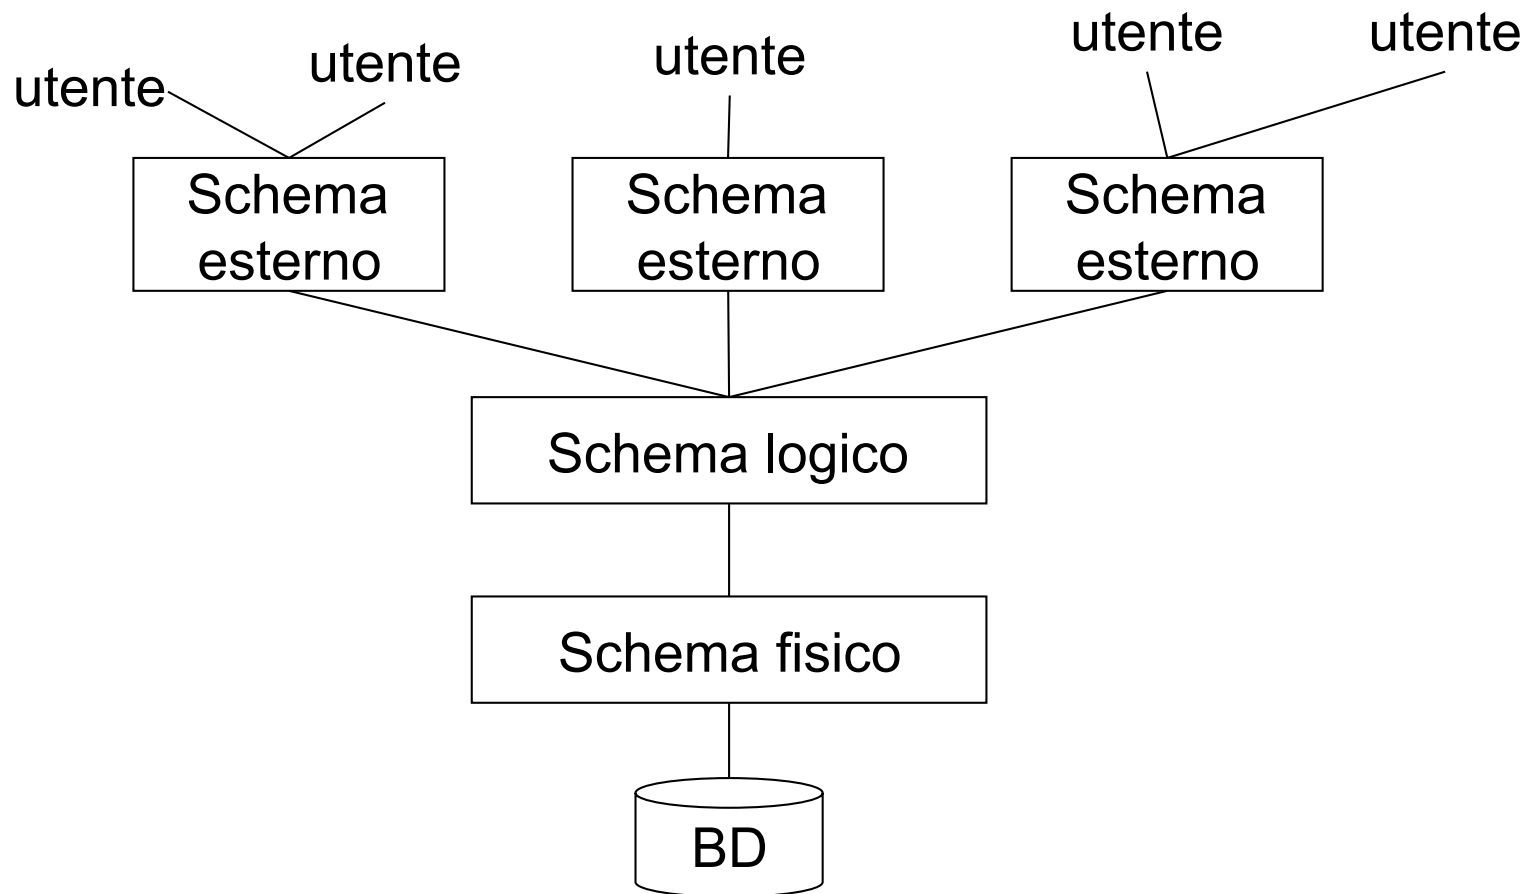 utente
utente
utente
utente
utente
Schema
esterno
Schema
esterno
Schema
esterno
Schema logico
Schema fisico
BD